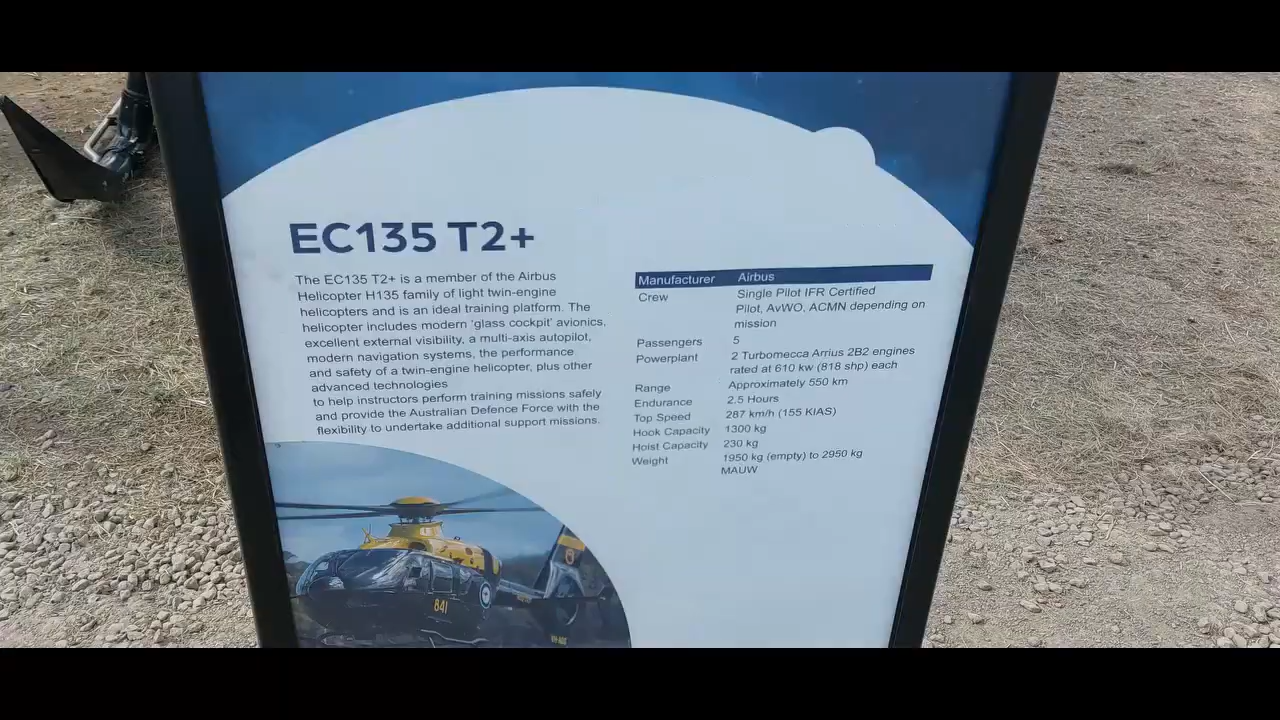 EC135 T2+
The EC135 T2+ is a member of the Airbus
Helicopter H135 family of light twin-engine
helicopters and is an ideal training platform. The
helicopter includes modern 'glass cockpit' avionics,
excellent external visibility, a multi-axis autopilot,
modern navigation systems, the performance
and safety of a twin-engine helicopter, plus other
advanced technologies
to help instructors perform training missions safely
and provide the Australian Defence Force with the
flexibility to undertake additional support missions.
Manufacturer Airbus
Crew Single Pilot IFR Certified
Pilot, AvWO, ACMN depending on
mission
Passengers 5
Powerplant 2 Turbomecca Arrius 2B2 engines
rated at 610 kw (818 shp) each
Range Approximately 550 km
Endurance 2.5 Hours
Top Speed 287 km/h (155 KIAS)
Hook Capacity 1300 kg
Hoist Capacity 230 kg
Weight 1950 kg (empty) to 2950 kg
MAUW
841